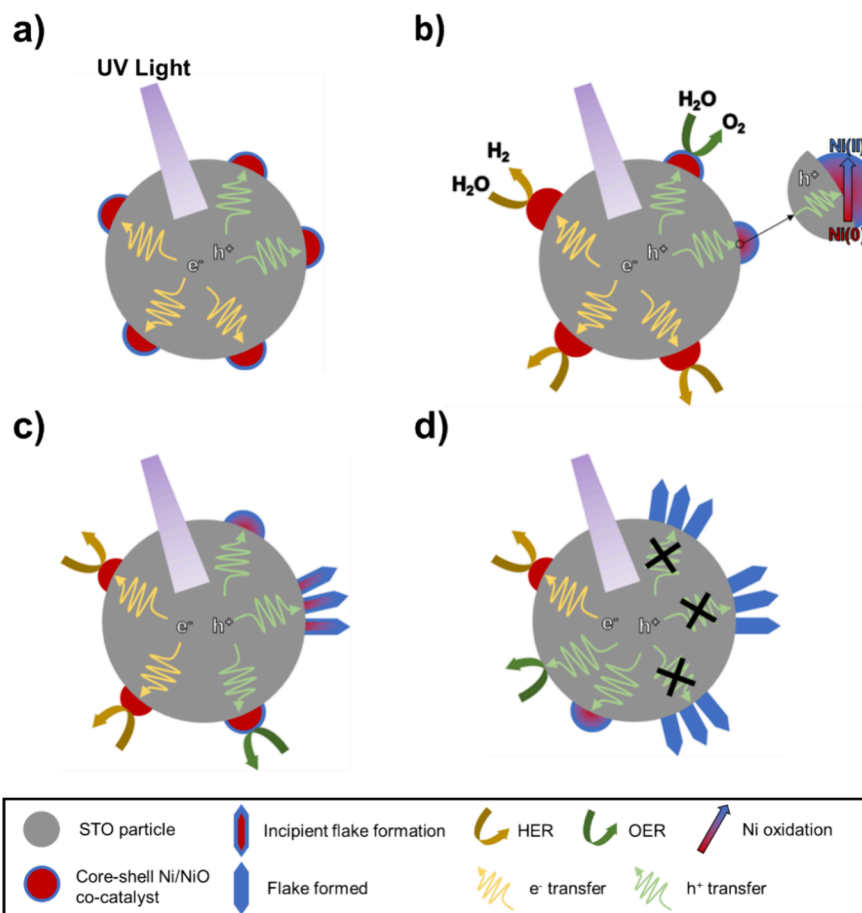 a)
UV Light
e⁻
h⁺
b)
H₂O
O₂
H₂
H₂O
e⁻
h⁺
Ni(II)
h⁺
Ni(0)
c)
e⁻
h⁺
d)
e⁻
h⁺
STO particle
Incipient flake formation
HER
OER
Ni oxidation
Core-shell Ni/NiO
co-catalyst
Flake formed
e⁻ transfer
h⁺ transfer